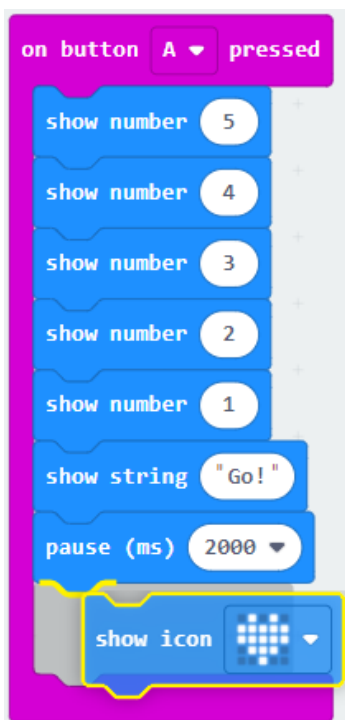 on button A pressed
show number 5
show number 4
show number 3
show number 2
show number 1
show string "Go!"
pause (ms) 2000
show icon